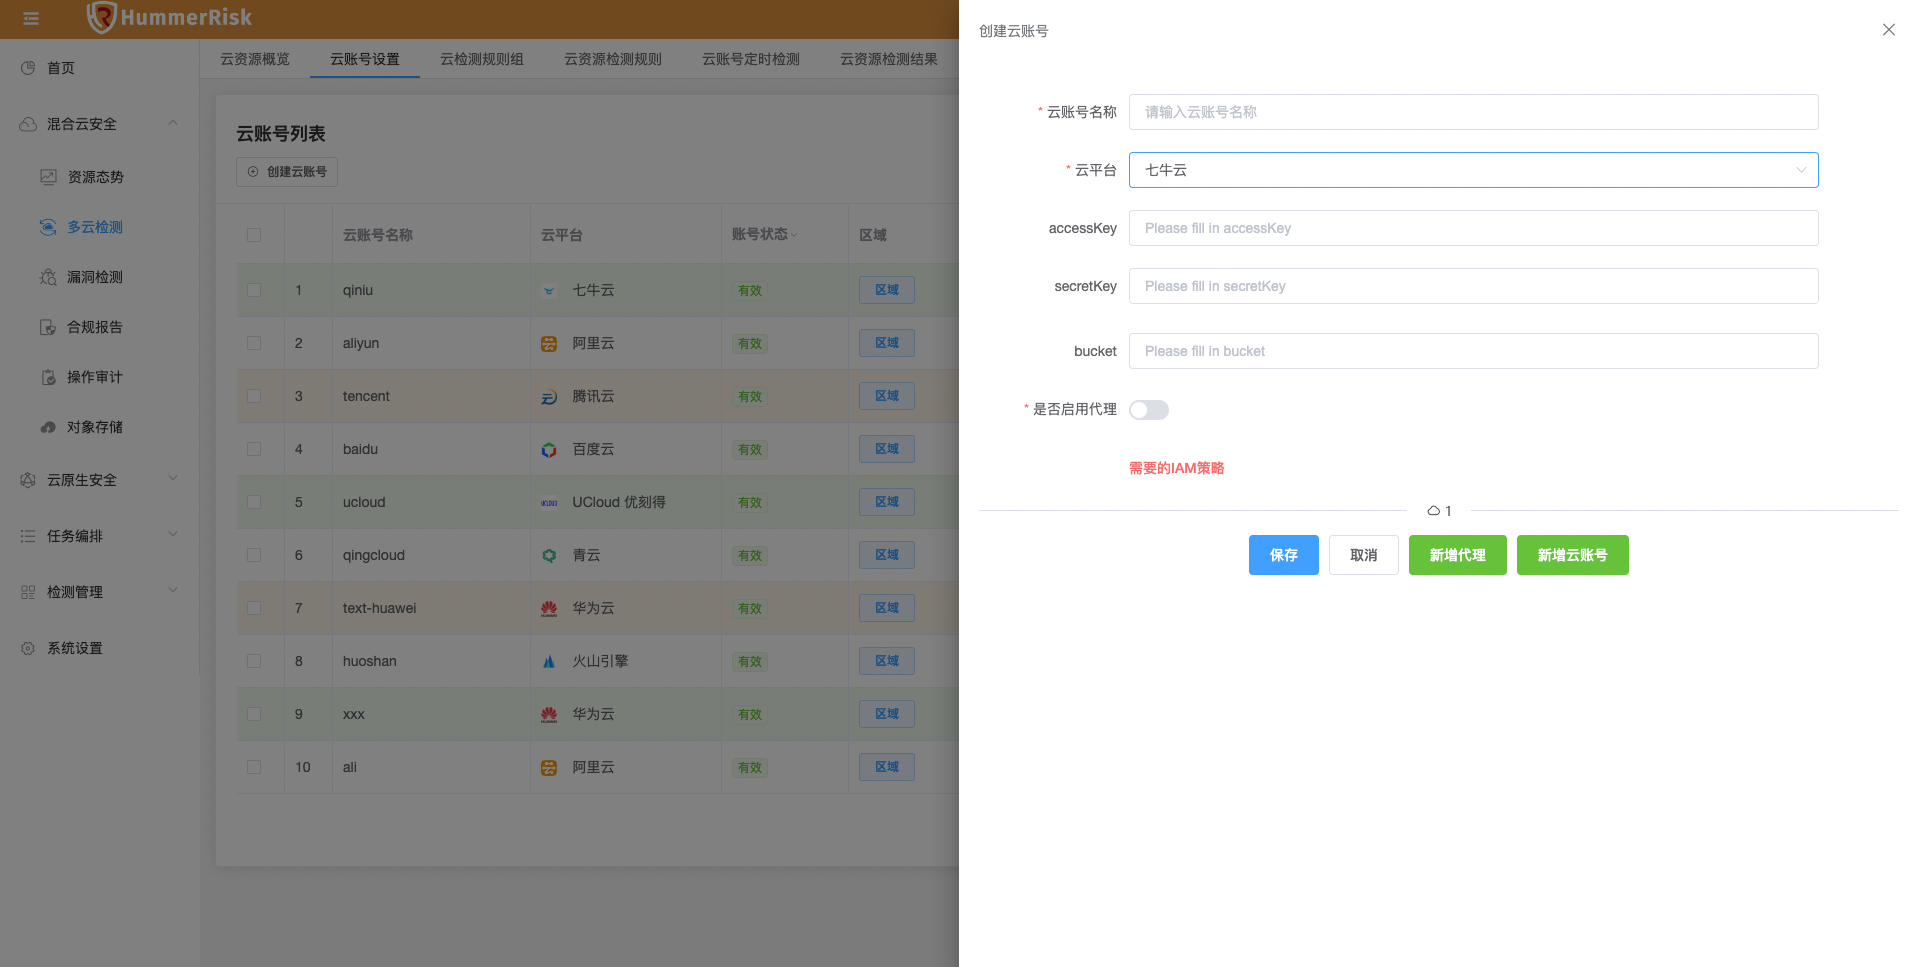 HummerRisk
首页
混合云安全
资源态势
多云检测
漏洞检测
合规报告
操作审计
对象存储
云原生安全
任务编排
检测管理
系统设置
云资源概览 云账号设置 云检测规则组 云资源检测规则 云账号定时检测 云资源检测结果
云账号列表
创建云账号
云账号名称 云平台 账号状态 区域
1 qiniu 七牛云 有效 区域
2 aliyun 阿里云 有效 区域
3 tencent 腾讯云 有效 区域
4 baidu 百度云 有效 区域
5 ucloud UCloud 优刻得 有效 区域
6 qingcloud 青云 有效 区域
7 text-huawei 华为云 有效 区域
8 huoshan 火山引擎 有效 区域
9 xxx 华为云 有效 区域
10 ali 阿里云 有效 区域
创建云账号
* 云账号名称 请输入云账号名称
* 云平台 七牛云
accessKey Please fill in accessKey
secretKey Please fill in secretKey
bucket Please fill in bucket
* 是否启用代理
需要的IAM策略
1
保存 取消 新增代理 新增云账号